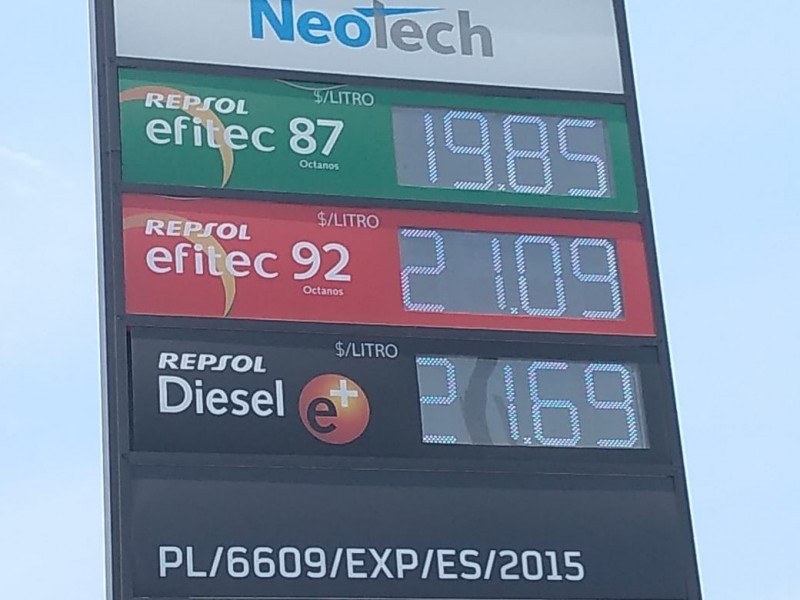 Neotech
$/LITRO
REPSOL
efitec 87
Octanos
19.85
$/LITRO
REPSOL
efitec 92
Octanos
21.09
$/LITRO
REPSOL
Diesel e+
21.69
PL/6609/EXP/ES/2015